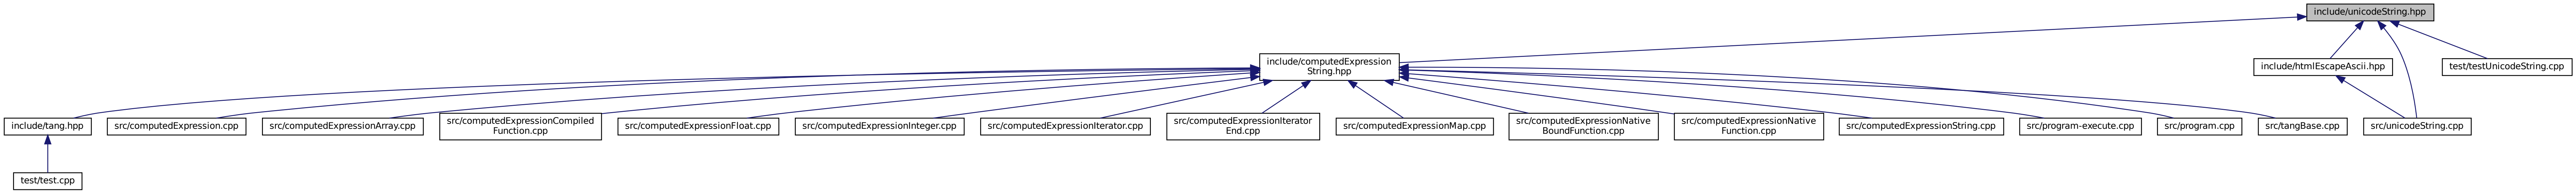 include/unicodeString.hpp
include/computedExpression
String.hpp
include/htmlEscapeAscii.hpp
test/testUnicodeString.cpp
include/tang.hpp
src/computedExpression.cpp
src/computedExpressionArray.cpp
src/computedExpressionCompiled
Function.cpp
src/computedExpressionFloat.cpp
src/computedExpressionInteger.cpp
src/computedExpressionIterator.cpp
src/computedExpressionIterator
End.cpp
src/computedExpressionMap.cpp
src/computedExpressionNative
BoundFunction.cpp
src/computedExpressionNative
Function.cpp
src/computedExpressionString.cpp
src/program-execute.cpp
src/program.cpp
src/tangBase.cpp
src/unicodeString.cpp
test/test.cpp